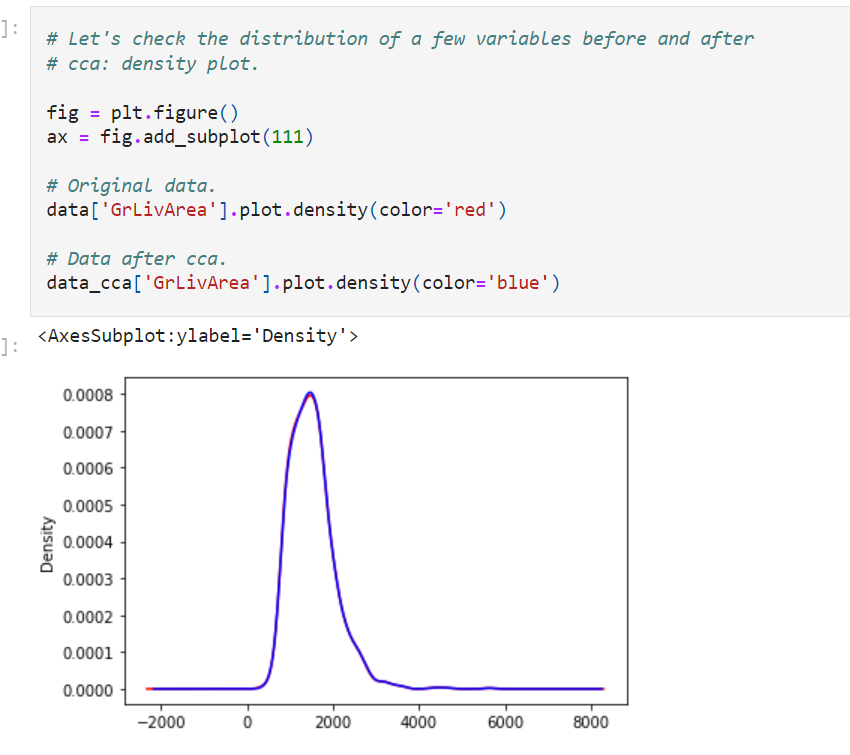 ]:
# Let's check the distribution of a few variables before and after
# cca: density plot.
fig = plt.figure()
ax = fig.add_subplot(111)
# Original data.
data['GrLivArea'].plot.density(color='red')
# Data after cca.
data_cca['GrLivArea'].plot.density(color='blue')
]:
<AxesSubplot:ylabel='Density'>
0.0008
0.0007
0.0006
0.0005
0.0004
0.0003
0.0002
0.0001
0.0000
Density
−2000 0 2000 4000 6000 8000